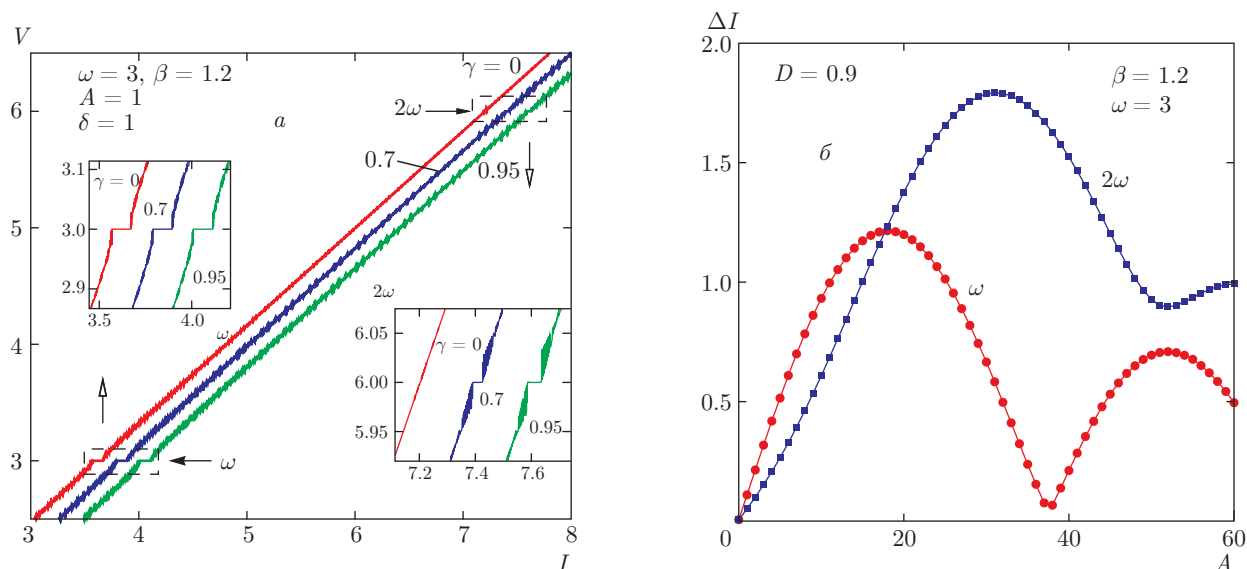 V
ω = 3, β = 1.2
A = 1
δ = 1
а
γ = 0
2ω
0.7
0.95
6
5
4
3
3.1
3.0
2.9
γ = 0
0.7
0.95
3.5
4.0
ω
2ω
6.05
6.00
5.95
γ = 0
0.7
0.95
7.2
7.4
7.6
ω
3
4
5
6
7
8
I
ΔI
2.0
1.5
1.0
0.5
D = 0.9
β = 1.2
ω = 3
б
2ω
ω
0
20
40
60
A